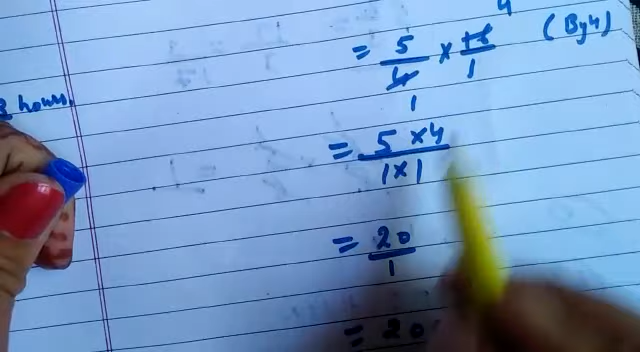 4
= 5/4 × 16/1 (By 4)
hours.
1
= 5 × 4 / 1 × 1
= 20/1
= 20